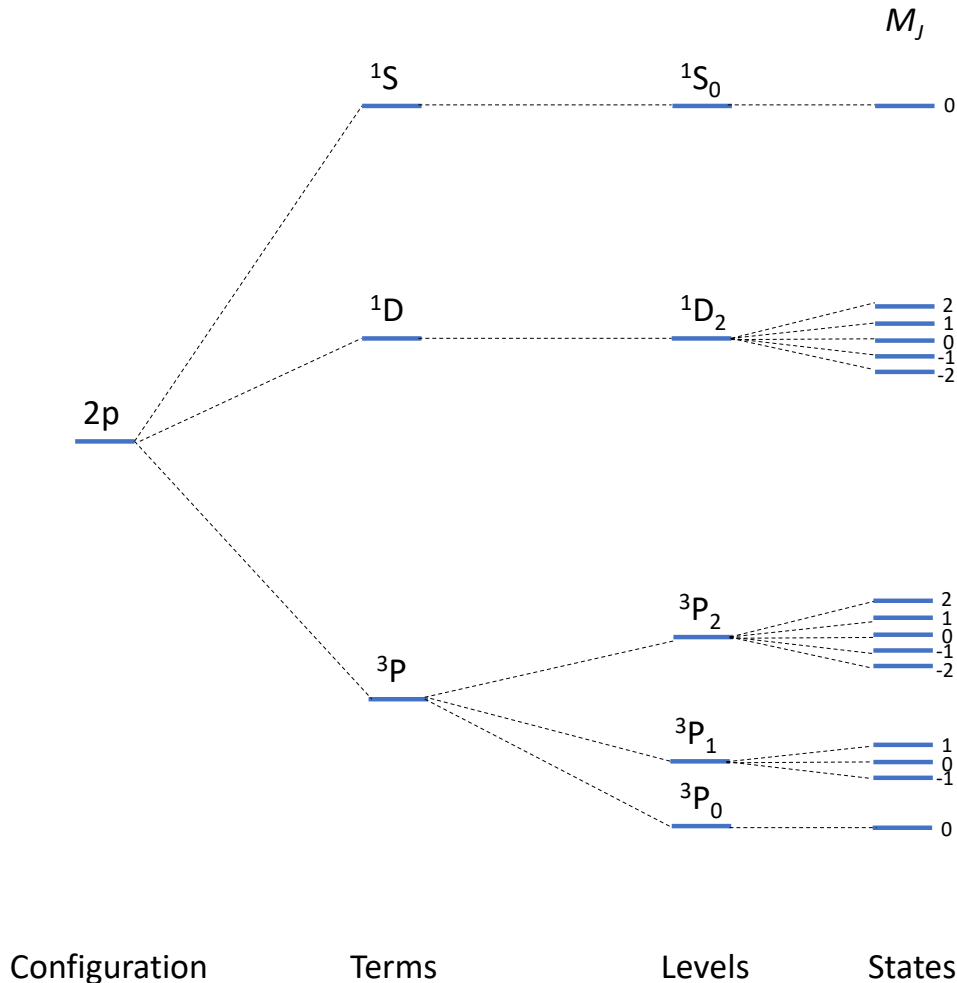 M_J
¹S ¹S₀
0
¹D ¹D₂
2
1
0
-1
-2
2p
³P₂
2
1
0
-1
-2
³P
³P₁
1
0
-1
³P₀
0
Configuration Terms Levels States